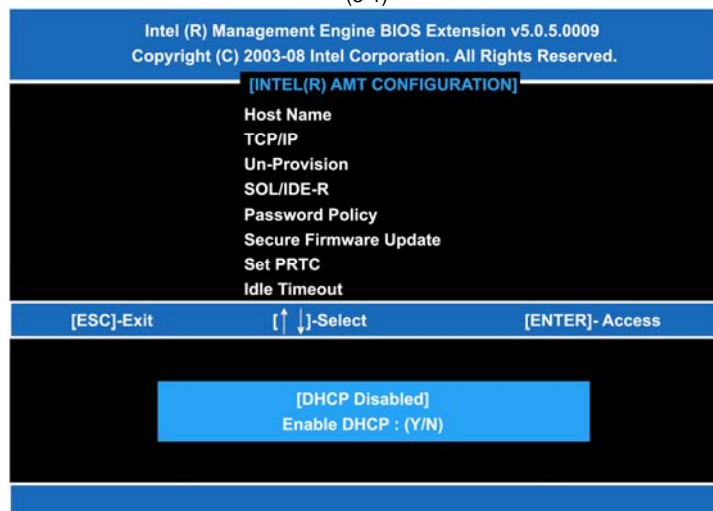 Intel (R) Management Engine BIOS Extension v5.0.5.0009
Copyright (C) 2003-08 Intel Corporation. All Rights Reserved.
[INTEL(R) AMT CONFIGURATION]
Host Name
TCP/IP
Un-Provision
SOL/IDE-R
Password Policy
Secure Firmware Update
Set PRTC
Idle Timeout
[ESC]-Exit [↑ ↓]-Select [ENTER]- Access
[DHCP Disabled]
Enable DHCP : (Y/N)